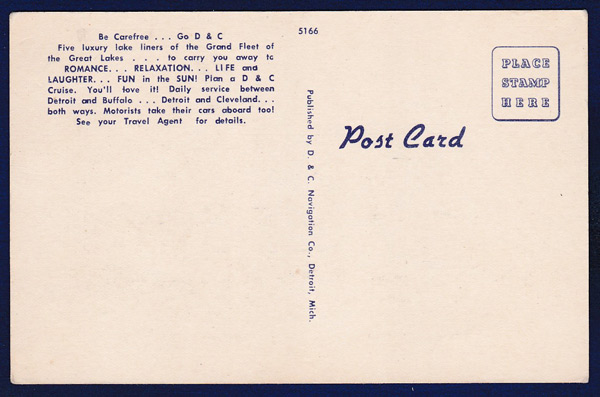 Be Carefree . . . Go D & C
Five luxury lake liners of the Grand Fleet of
the Great Lakes . . . to carry you away to
ROMANCE. . . RELAXATION. . . LIFE and
LAUGHTER. . . FUN in the SUN! Plan a D & C
Cruise. You'll love it! Daily service between
Detroit and Buffalo . . . Detroit and Cleveland. . .
both ways. Motorists take their cars aboard too!
See your Travel Agent for details.
5166
Published by D. & C. Navigation Co., Detroit, Mich.
Post Card
PLACE
STAMP
HERE